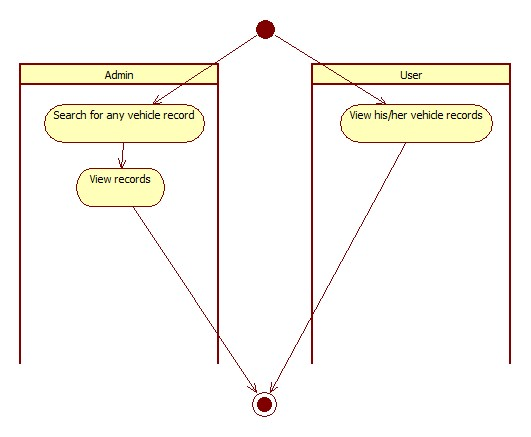 Admin
User
Search for any vehicle record
View his/her vehicle records
View records